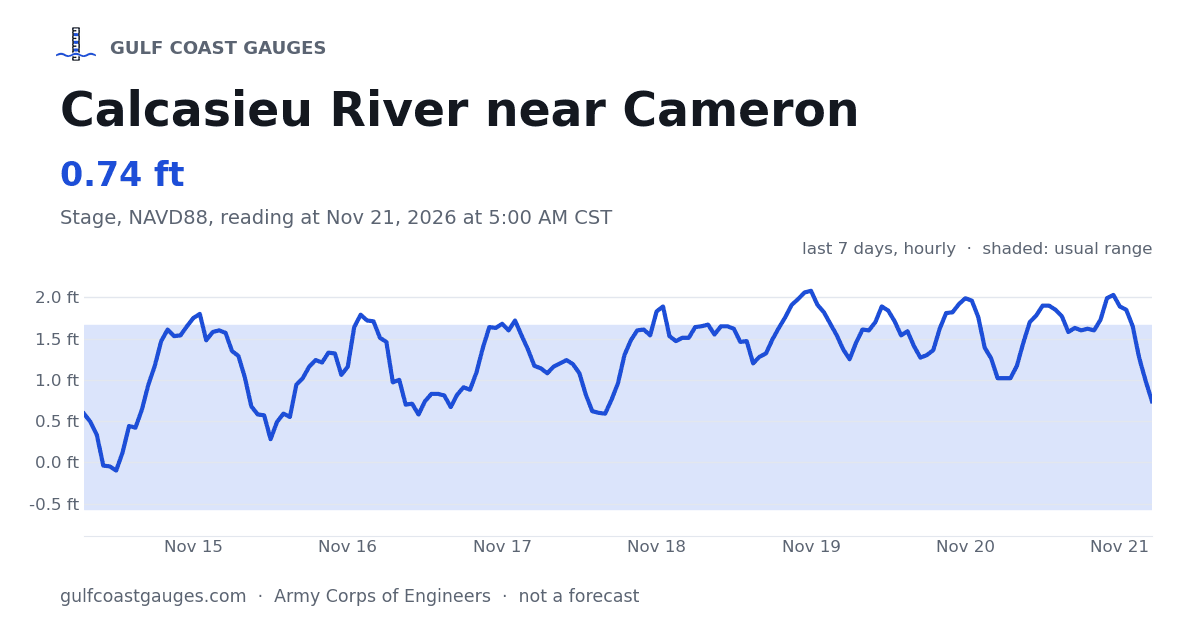 GULF COAST GAUGES
Calcasieu River near Cameron
0.74 ft
Stage, NAVD88, reading at Nov 21, 2026 at 5:00 AM CST
last 7 days, hourly · shaded: usual range
2.0 ft
1.5 ft
1.0 ft
0.5 ft
0.0 ft
-0.5 ft
Nov 15 Nov 16 Nov 17 Nov 18 Nov 19 Nov 20 Nov 21
gulfcoastgauges.com · Army Corps of Engineers · not a forecast